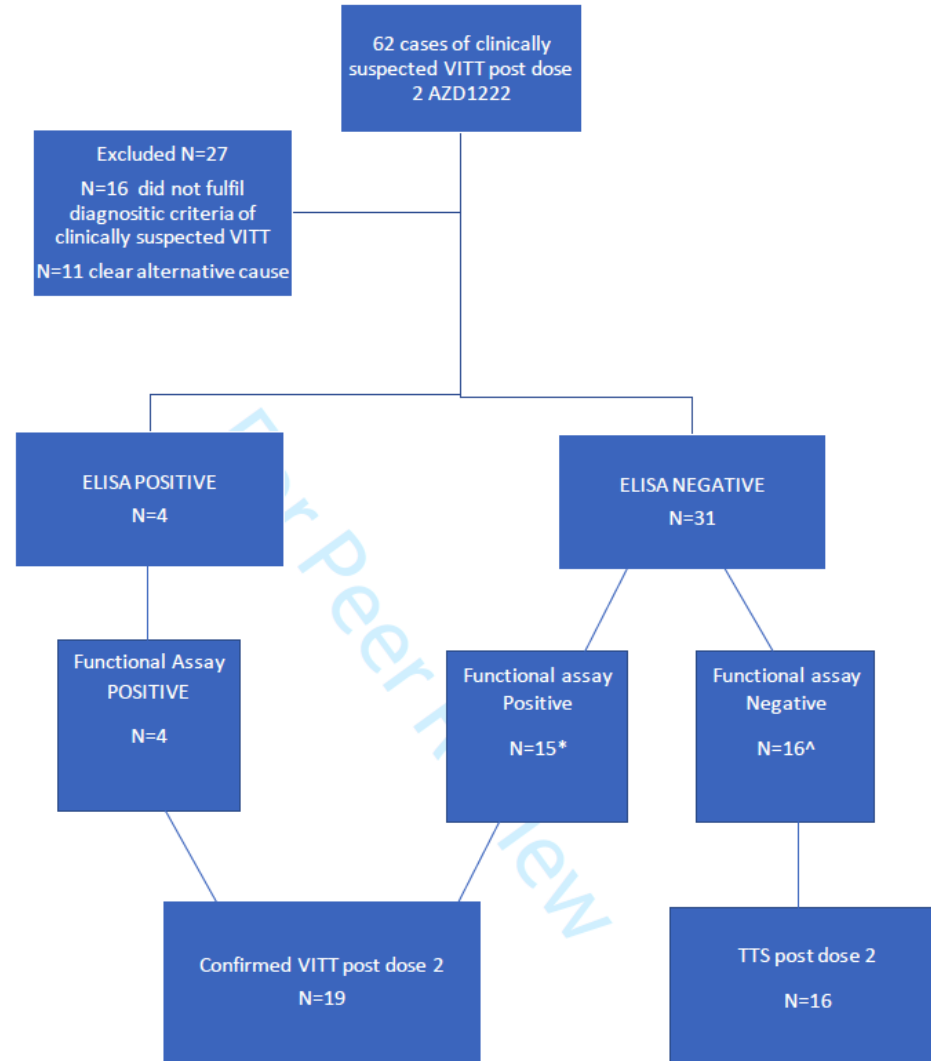 62 cases of clinically
suspected VITT post dose
2 AZD1222
Excluded N=27
N=16 did not fulfil
diagnositic criteria of
clinically suspected VITT
N=11 clear alternative cause
ELISA POSITIVE
N=4
ELISA NEGATIVE
N=31
Functional Assay
POSITIVE
N=4
Functional assay
Positive
N=15*
Functional assay
Negative
N=16^
Confirmed VITT post dose 2
N=19
TTS post dose 2
N=16
For Peer Review